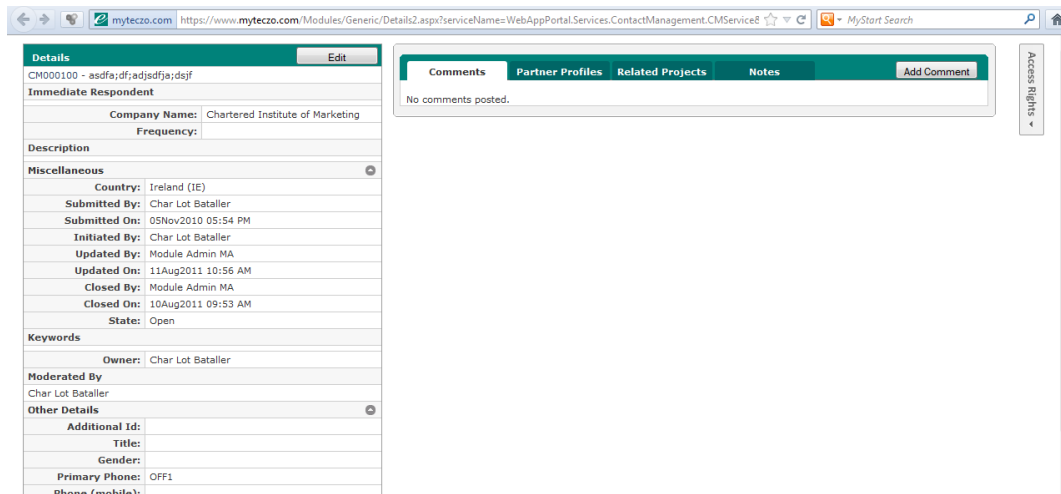 myteczo.com https://www.myteczo.com/Modules/Generic/Details2.aspx?serviceName=WebAppPortal.Services.ContactManagement.CMService8
MyStart Search
Details
Edit
CM000100 - asdfa;df;adjsdfja;dsjf
Immediate Respondent
Company Name: Chartered Institute of Marketing
Frequency:
Description
Miscellaneous
Country: Ireland (IE)
Submitted By: Char Lot Bataller
Submitted On: 05Nov2010 05:54 PM
Initiated By: Char Lot Bataller
Updated By: Module Admin MA
Updated On: 11Aug2011 10:56 AM
Closed By: Module Admin MA
Closed On: 10Aug2011 09:53 AM
State: Open
Keywords
Owner: Char Lot Bataller
Moderated By
Char Lot Bataller
Other Details
Additional Id:
Title:
Gender:
Primary Phone: OFF1
Phone (mobile):
Comments Partner Profiles Related Projects Notes Add Comment
No comments posted.
Access Rights